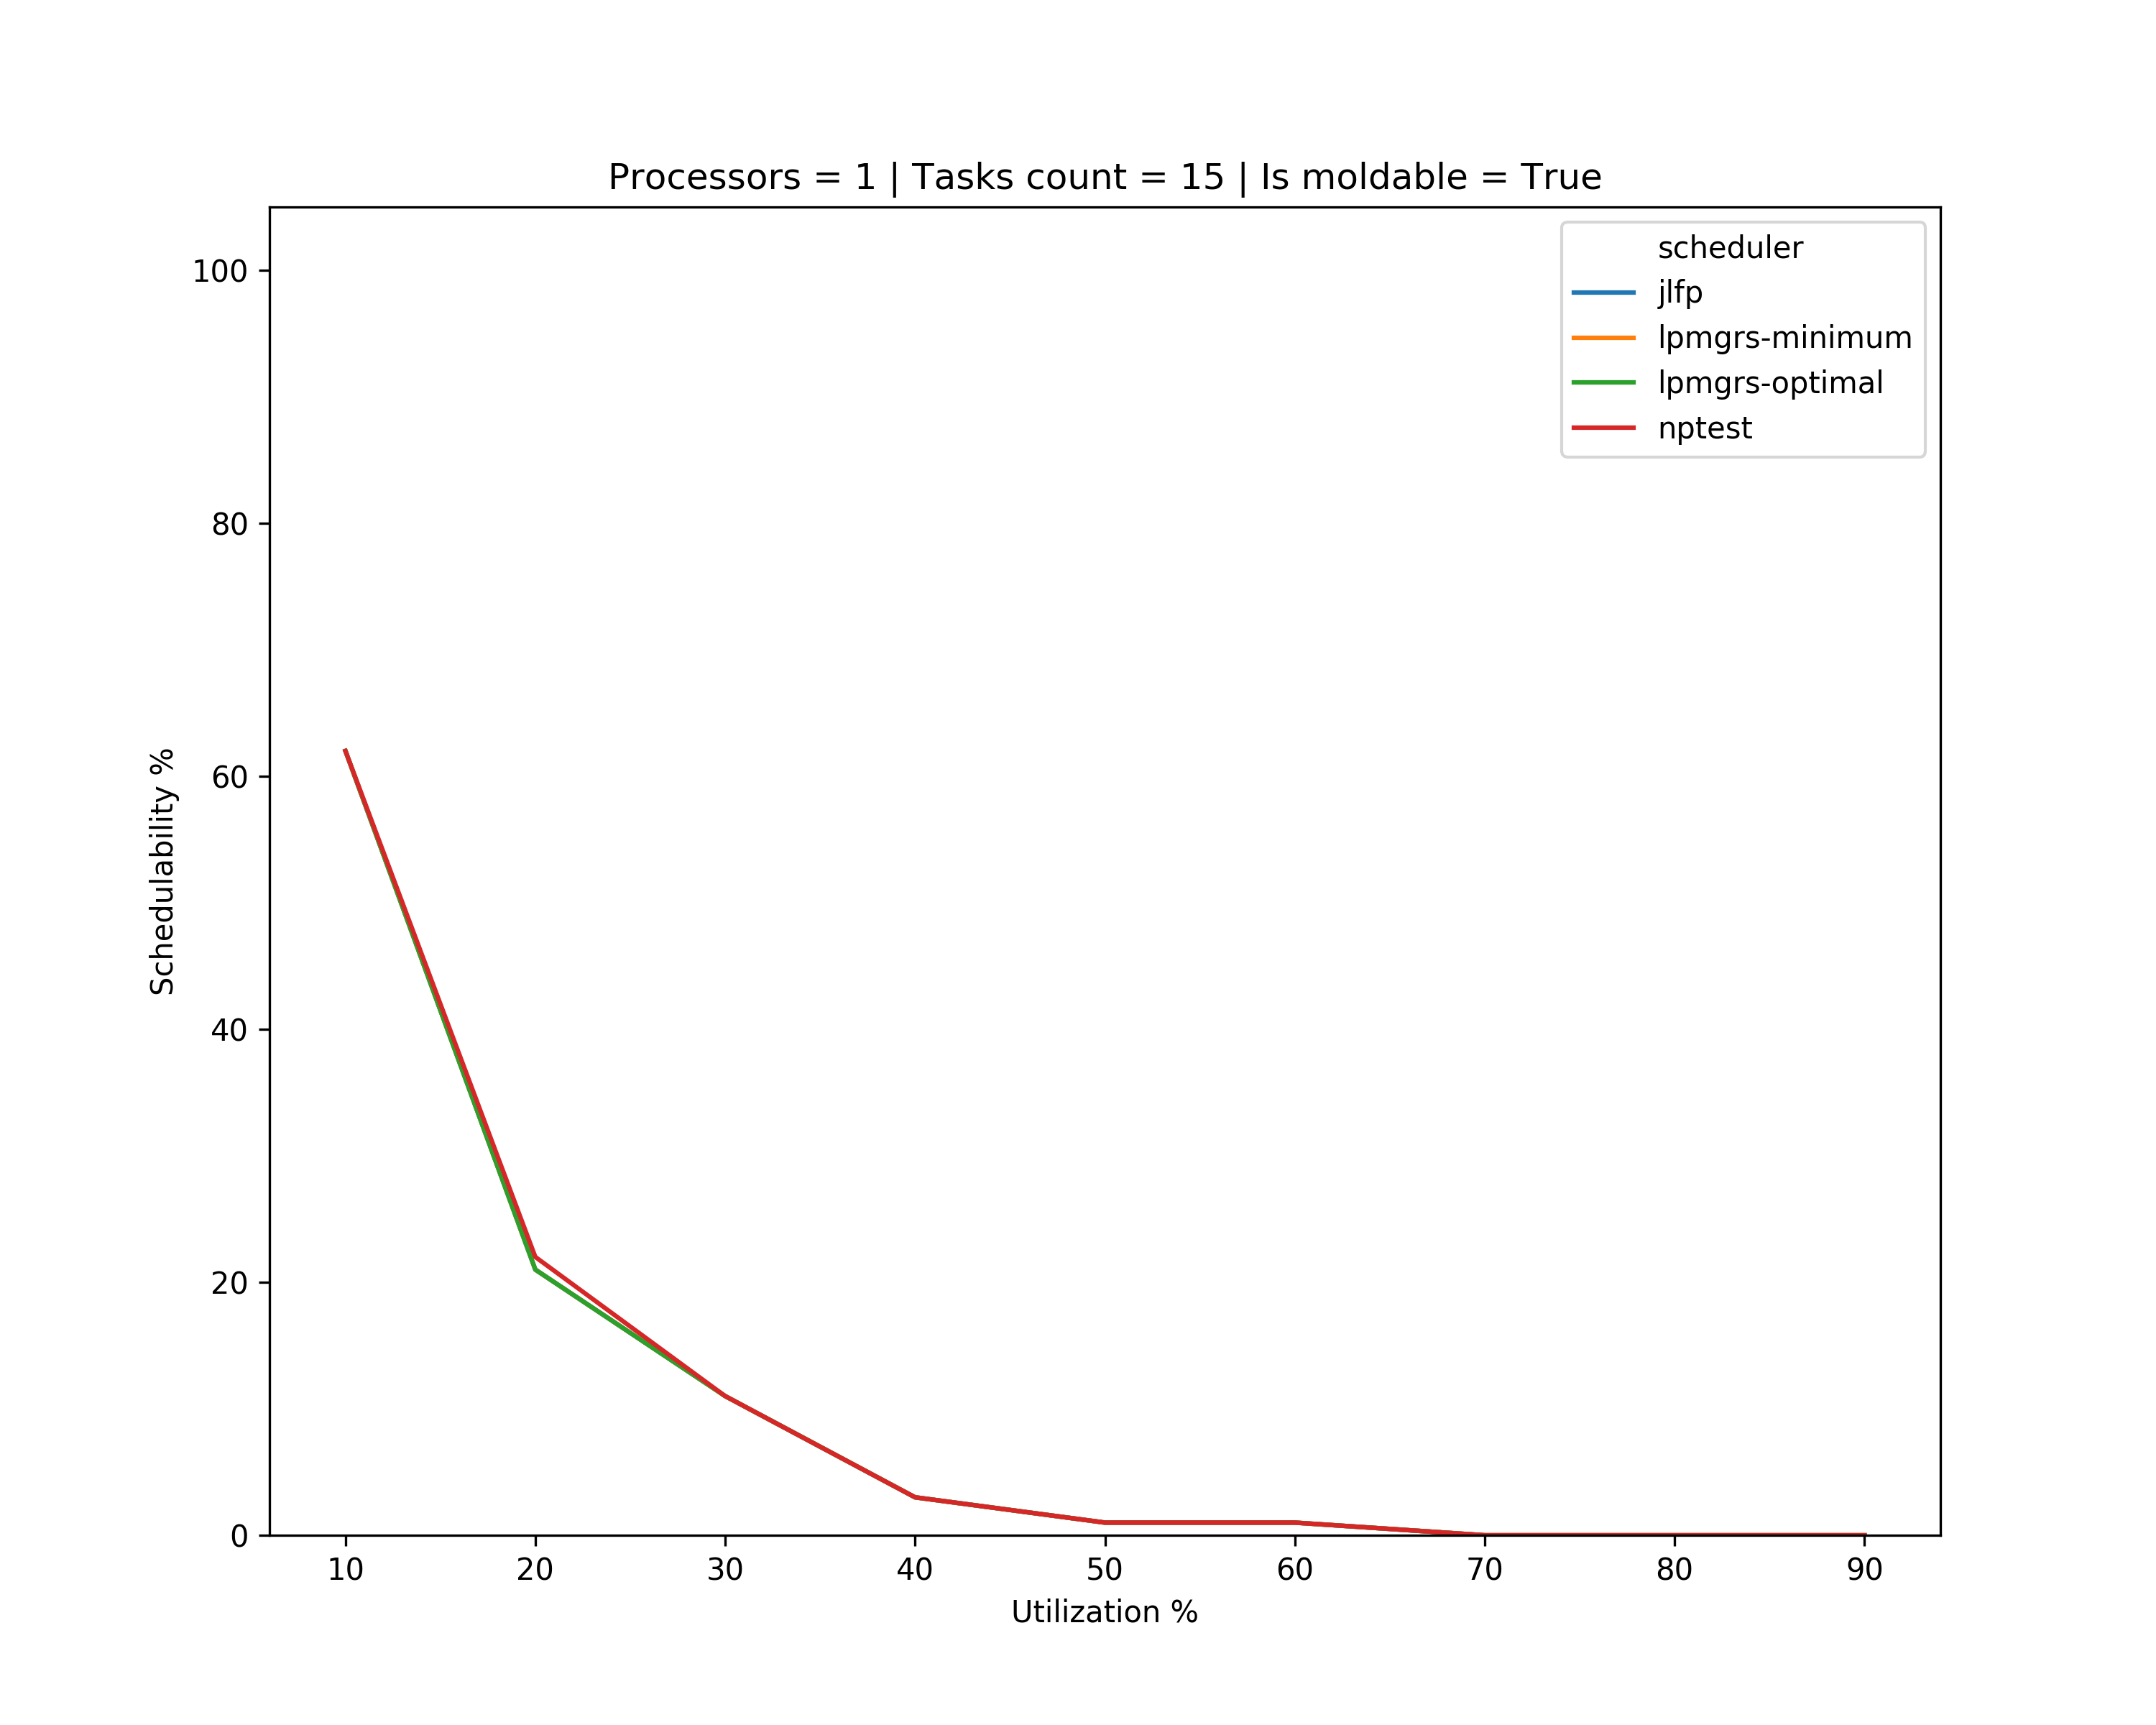 Processors = 1 | Tasks count = 15 | Is moldable = True
scheduler
jlfp
lpmgrs-minimum
lpmgrs-optimal
nptest
100
80
60
40
20
0
Schedulability %
10 20 30 40 50 60 70 80 90
Utilization %